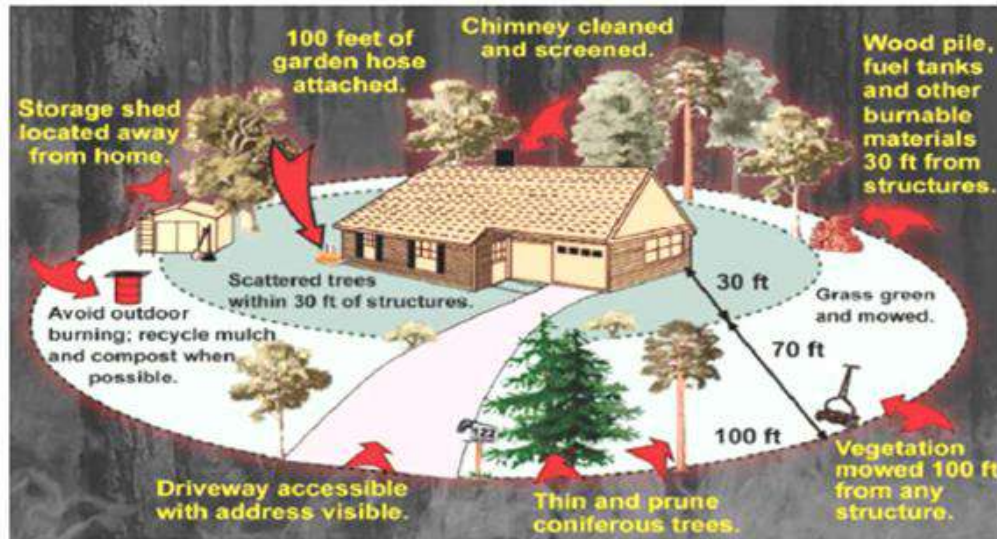 Chimney cleaned
and screened.
100 feet of
garden hose
attached.
Wood pile,
fuel tanks
and other
burnable
materials
30 ft from
structures.
Storage shed
located away
from home.
Scattered trees
within 30 ft of structures.
30 ft
Grass green
and mowed.
Avoid outdoor
burning; recycle mulch
and compost when
possible.
70 ft
100 ft
Driveway accessible
with address visible.
Thin and prune
coniferous trees.
Vegetation
mowed 100 ft
from any
structure.